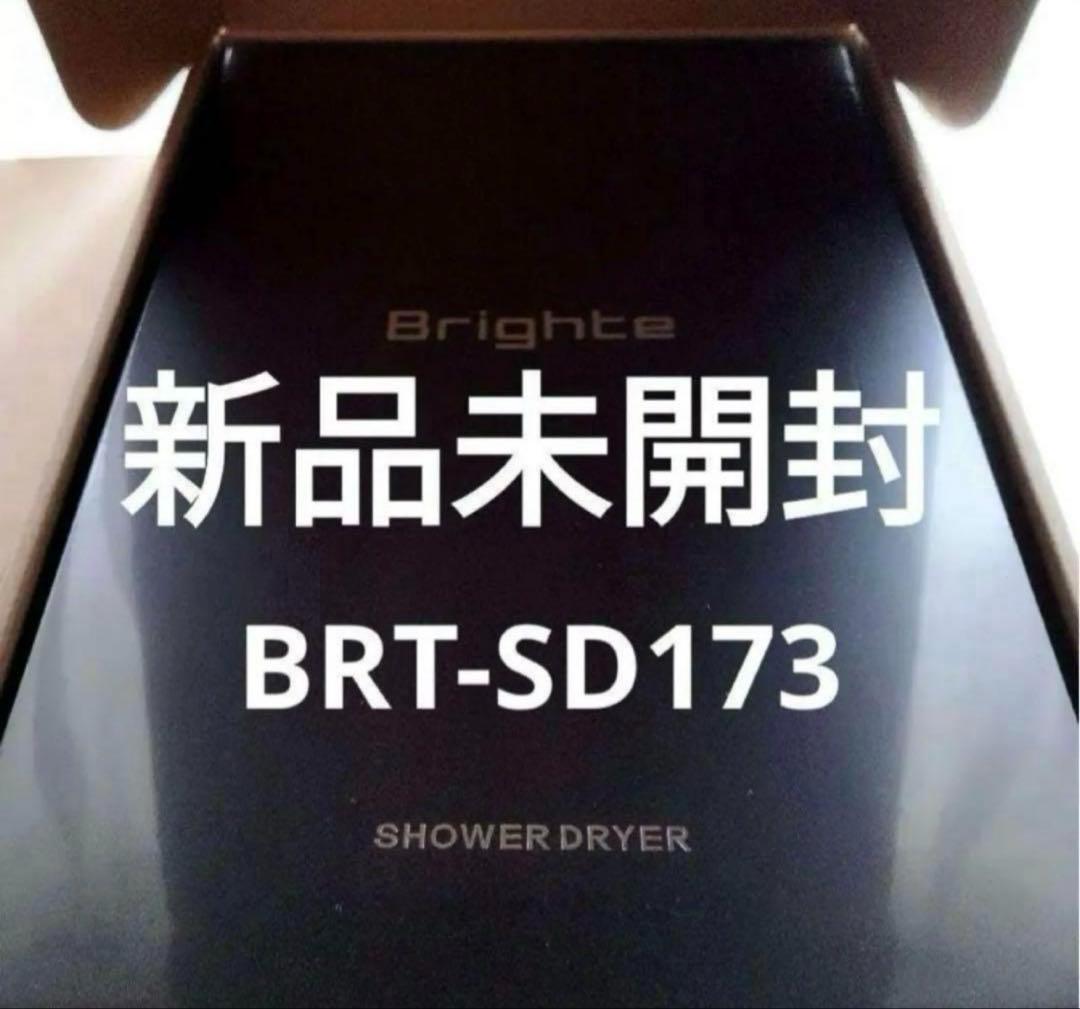 Brighte
新品未開封
BRT-SD173
SHOWER DRYER